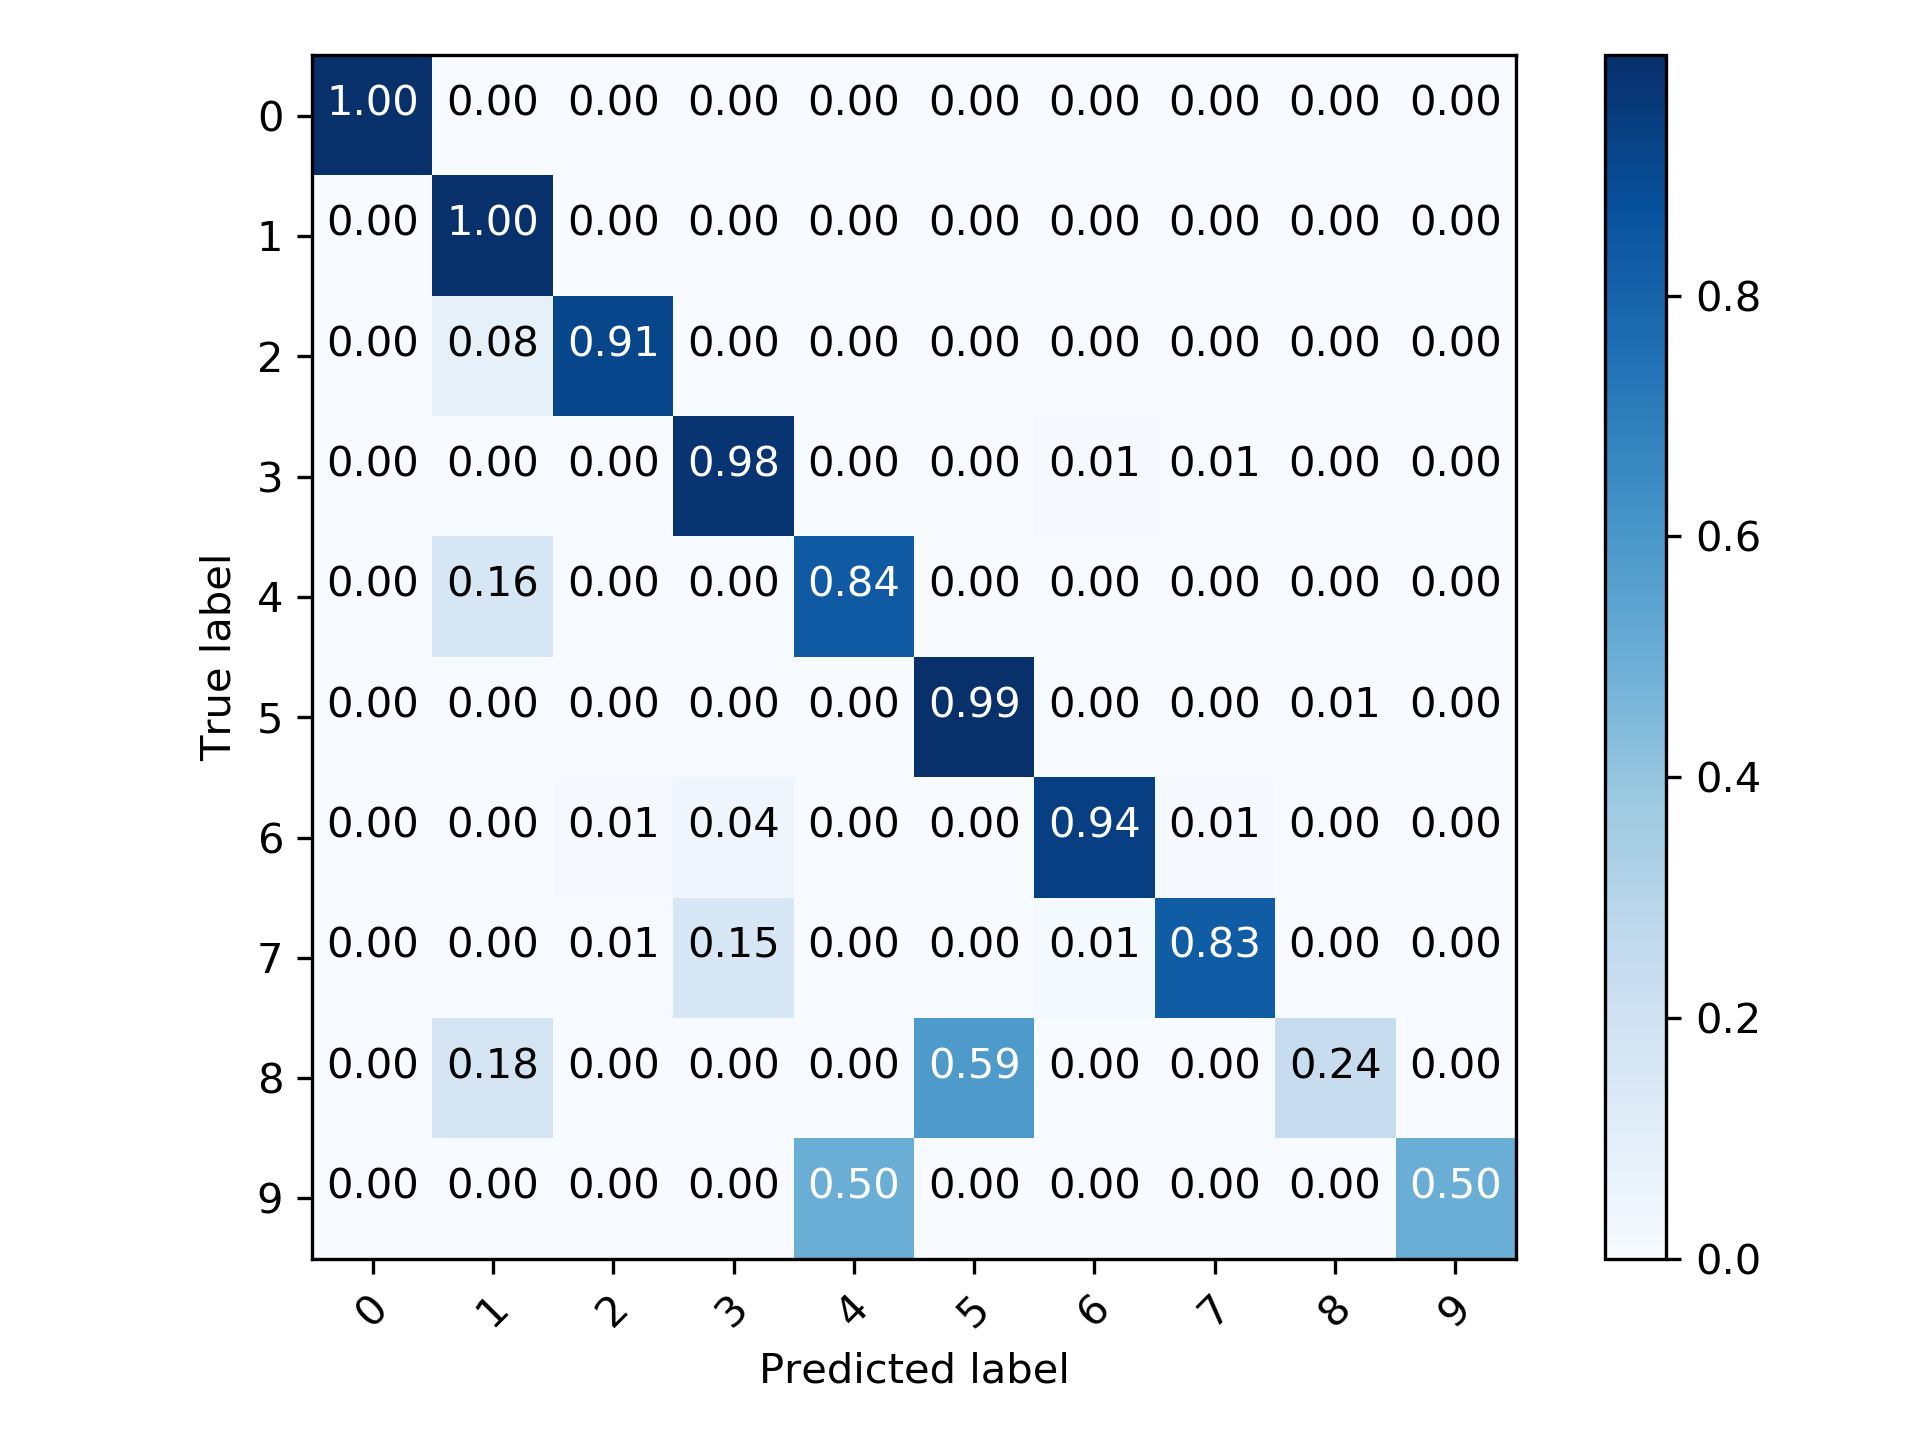 0 1.00 0.00 0.00 0.00 0.00 0.00 0.00 0.00 0.00 0.00
1 0.00 1.00 0.00 0.00 0.00 0.00 0.00 0.00 0.00 0.00
2 0.00 0.08 0.91 0.00 0.00 0.00 0.00 0.00 0.00 0.00
3 0.00 0.00 0.00 0.98 0.00 0.00 0.01 0.01 0.00 0.00
4 0.00 0.16 0.00 0.00 0.84 0.00 0.00 0.00 0.00 0.00
5 0.00 0.00 0.00 0.00 0.00 0.99 0.00 0.00 0.01 0.00
6 0.00 0.00 0.01 0.04 0.00 0.00 0.94 0.01 0.00 0.00
7 0.00 0.00 0.01 0.15 0.00 0.00 0.01 0.83 0.00 0.00
8 0.00 0.18 0.00 0.00 0.00 0.59 0.00 0.00 0.24 0.00
9 0.00 0.00 0.00 0.00 0.50 0.00 0.00 0.00 0.00 0.50
True label
0 1 2 3 4 5 6 7 8 9
Predicted label
0.8
0.6
0.4
0.2
0.0